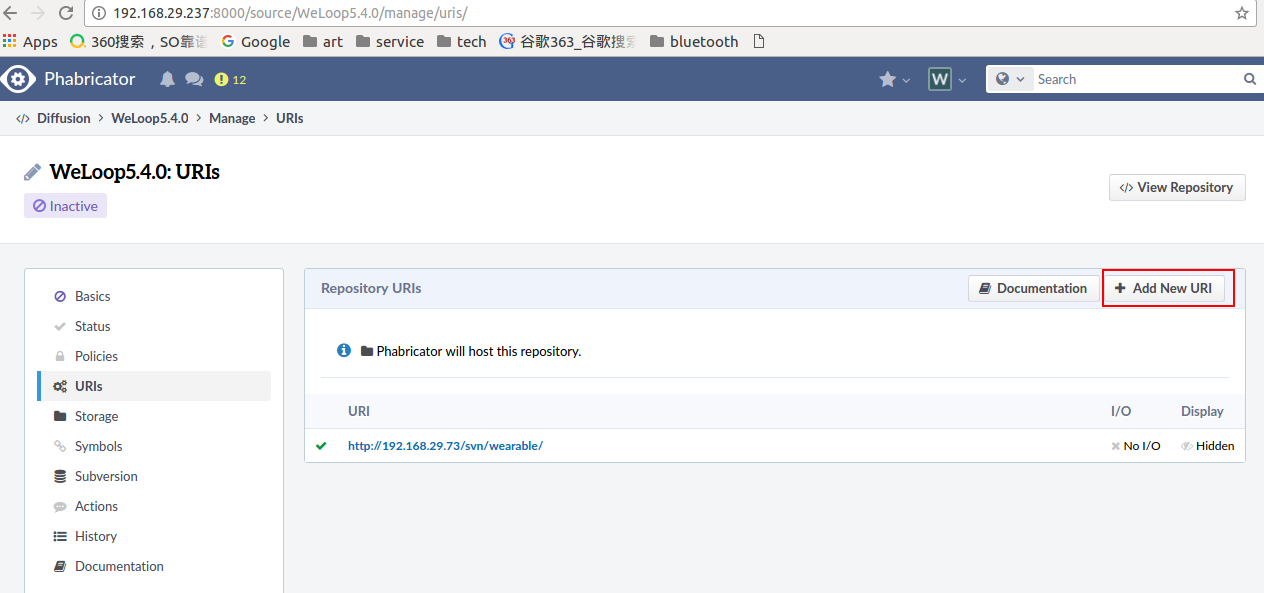 192.168.29.237:8000/source/WeLoop5.4.0/manage/uris/
Apps 360搜索，SO靠谱 Google art service tech 谷歌363_谷歌搜索 bluetooth
Phabricator 12 W Search
Diffusion > WeLoop5.4.0 > Manage > URIs
WeLoop5.4.0: URIs
Inactive
View Repository
Basics
Status
Policies
URIs
Storage
Symbols
Subversion
Actions
History
Documentation
Repository URIs Documentation Add New URI
Phabricator will host this repository.
URI I/O Display
http://192.168.29.73/svn/wearable/ No I/O Hidden